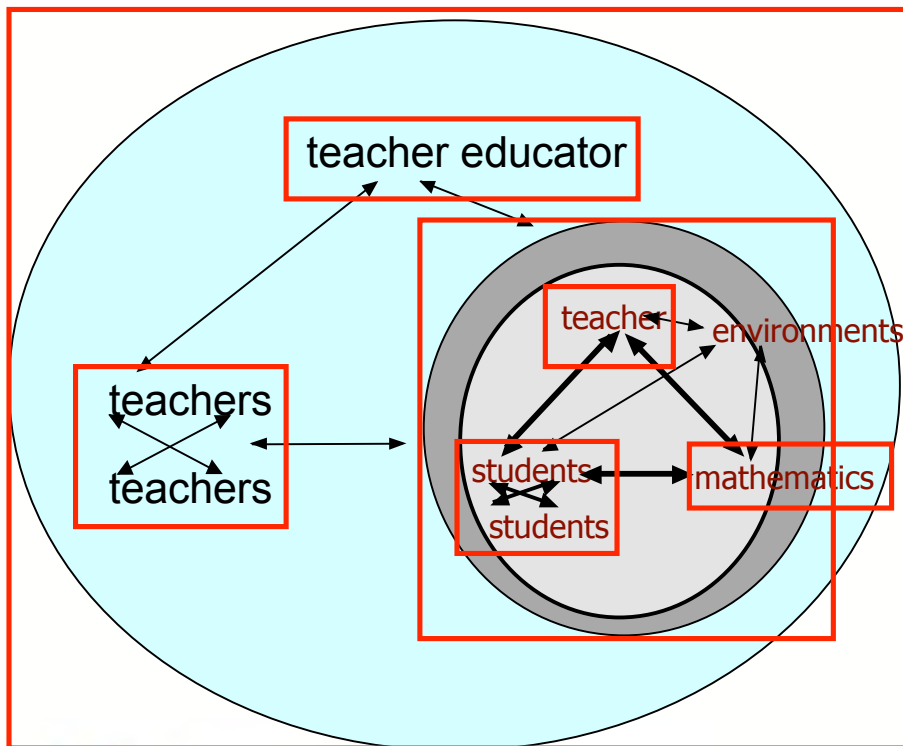 teacher educator
teacher
environments
teachers
teachers
students
mathematics
students